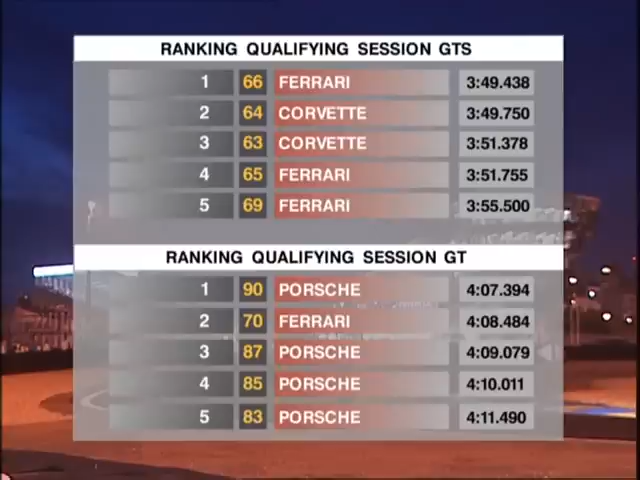 RANKING QUALIFYING SESSION GTS
1 66 FERRARI 3:49.438
2 64 CORVETTE 3:49.750
3 63 CORVETTE 3:51.378
4 65 FERRARI 3:51.755
5 69 FERRARI 3:55.500
RANKING QUALIFYING SESSION GT
1 90 PORSCHE 4:07.394
2 70 FERRARI 4:08.484
3 87 PORSCHE 4:09.079
4 85 PORSCHE 4:10.011
5 83 PORSCHE 4:11.490